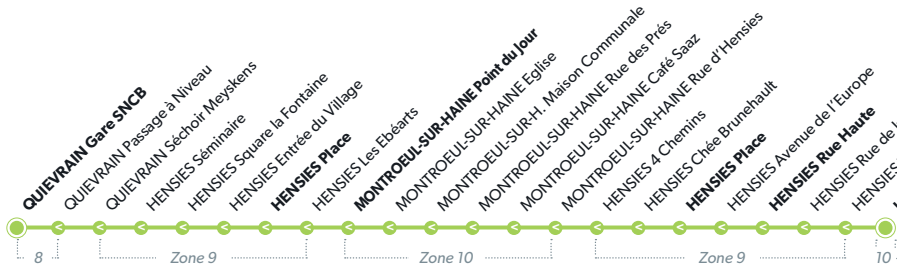 QUIEVRAIN Gare SNCB
QUIEVRAIN Passage à Niveau
QUIEVRAIN Séchoir Meyskens
HENSIES Séminaire
HENSIES Square la Fontaine
HENSIES Entrée du Village
HENSIES Place
HENSIES Les Ebéarts
MONTROEUL-SUR-HAINE Point du Jour
MONTROEUL-SUR-HAINE Eglise
MONTROEUL-SUR-H. Maison Communale
MONTROEUL-SUR-HAINE Rue des Prés
MONTROEUL-SUR-HAINE Café Saaz
MONTROEUL-SUR-HAINE Rue d'Hensies
HENSIES 4 Chemins
HENSIES Chée Brunehault
HENSIES Place
HENSIES Avenue de l'Europe
HENSIES Rue Haute
HENSIES Rue de
HENSIES
8
Zone 9
Zone 10
Zone 9
10